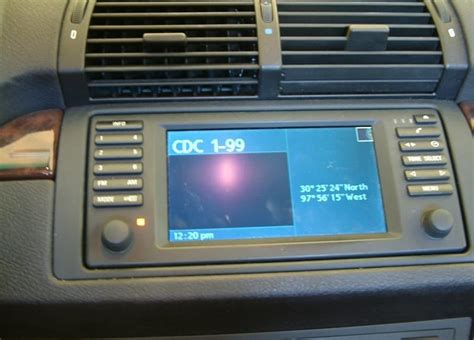 INFO
1 4
2 5
3 6
FM AM
MODE
CDC 1-99
30° 25'24"North
97° 56'15"West
12:20 pm
TONE SELECT
MENU